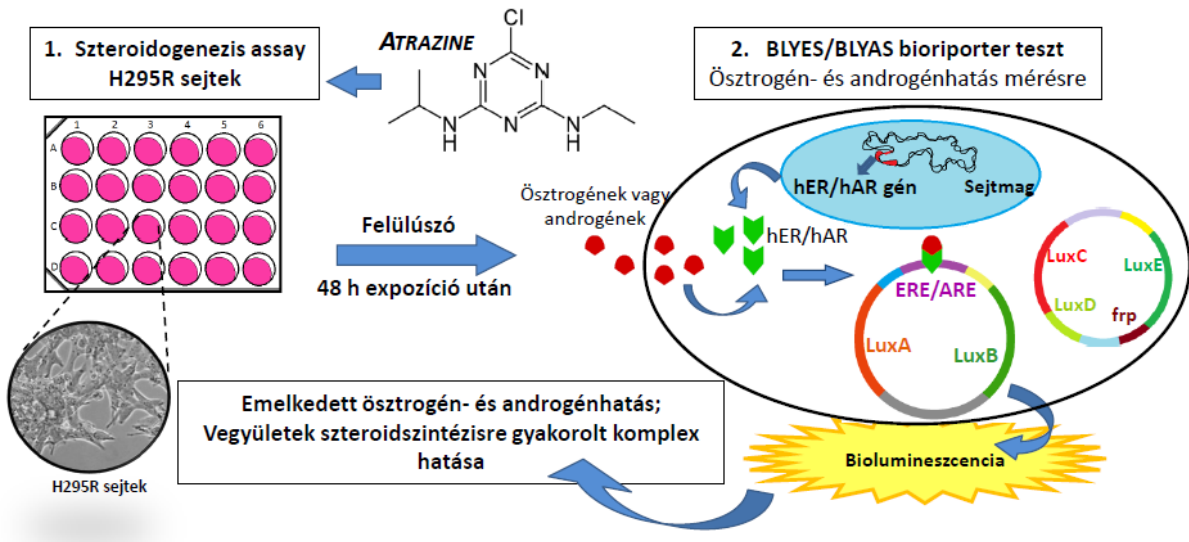 1. Szteroidogenezis assay
H295R sejtek
ATRAZINE
Cl
N
N
N
N
H
N
H
2. BLYES/BLYAS bioriporter teszt
Ösztrogén- és androgénhatás mérésre
1 2 3 4 5 6
A
B
C
D
Felülúszó
48 h expozíció után
Ösztrogének vagy
androgének
hER/hAR gén
Sejtmag
hER/hAR
ERE/ARE
LuxA
LuxB
LuxC
LuxE
LuxD
frp
Emelkedett ösztrogén- és androgénhatás;
Vegyületek szteroidszintézisre gyakorolt komplex
hatása
Biolumineszcencia
H295R sejtek